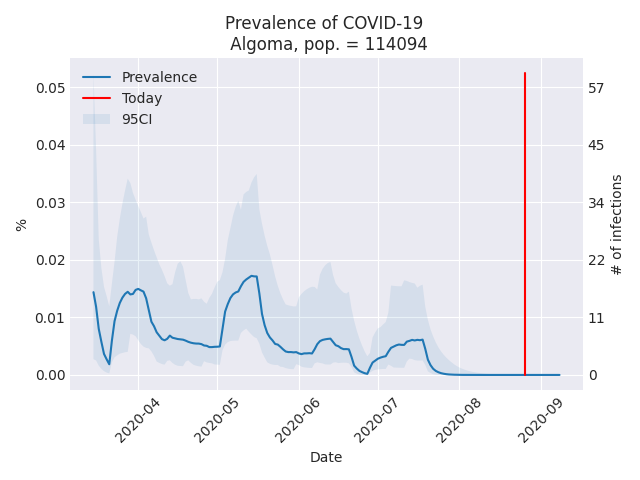 Prevalence of COVID-19
Algoma, pop. = 114094
Prevalence
Today
95CI
0.05
0.04
0.03
0.02
0.01
0.00
%
57
45
34
22
11
0
# of infections
2020-04
2020-05
2020-06
2020-07
2020-08
2020-09
Date